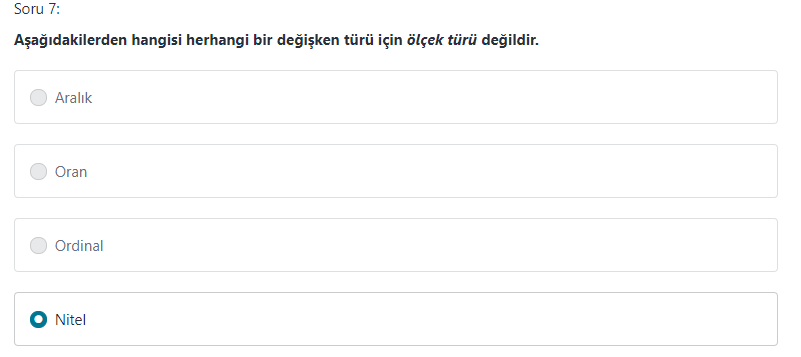 Soru 7:
Aşağıdakilerden hangisi herhangi bir değişken türü için ölçek türü değildir.
Aralık
Oran
Ordinal
Nitel